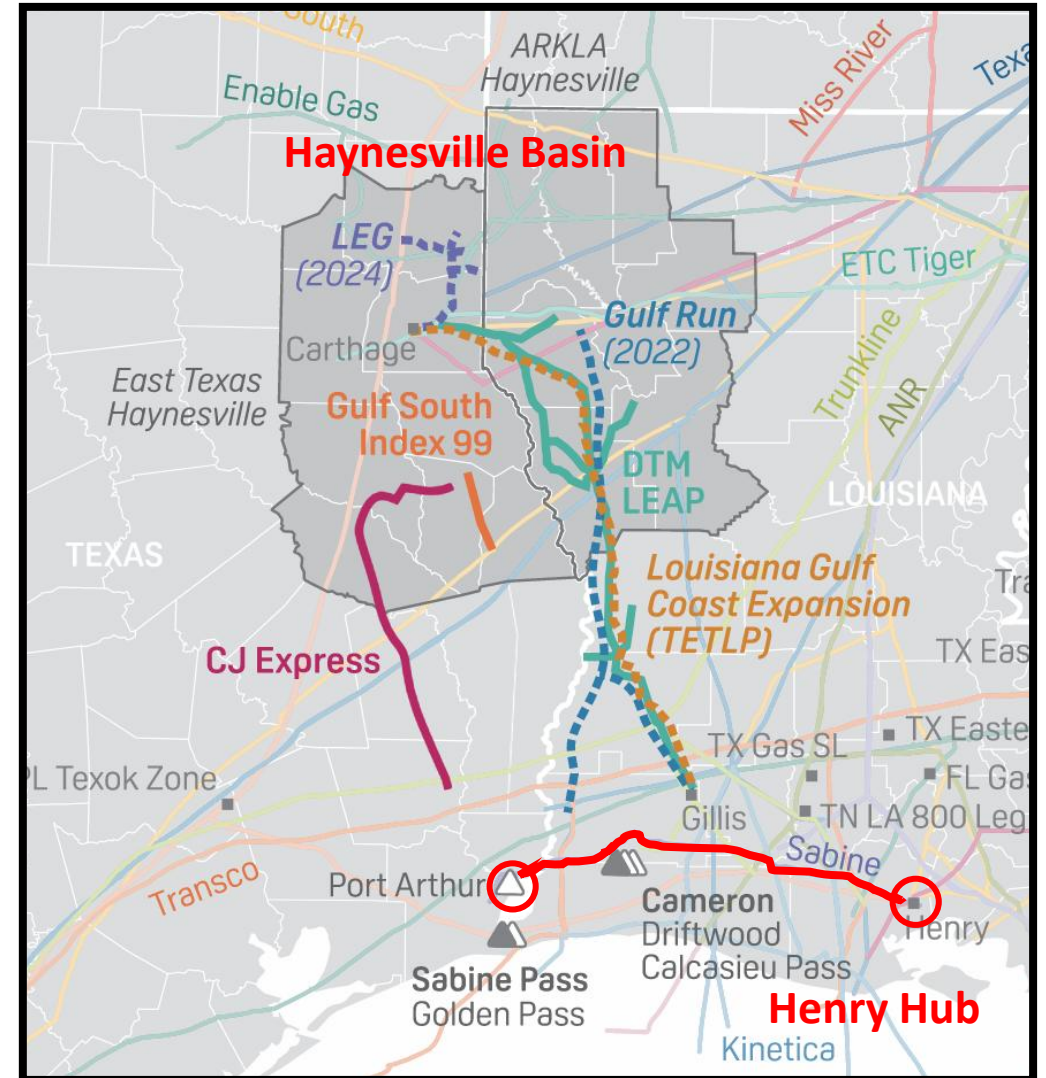 South
ARKLA
Haynesville
Miss River
Texa
Enable Gas
Haynesville Basin
LEG
(2024)
ETC Tiger
Gulf Run
(2022)
Carthage
Trunkline
East Texas
Haynesville
ANR
Gulf South
Index 99
DTM
LEAP
LOUISIANA
TEXAS
Louisiana Gulf
Coast Expansion
(TETLP)
Tra
TX Eas
CJ Express
TX Gas SL
TX Easte
PL Texok Zone
FL Gas
Gillis
TN LA 800 Leg
Sabine
Transco
Port Arthur
Cameron
Driftwood
Calcasieu Pass
Henry
Sabine Pass
Golden Pass
Henry Hub
Kinetica